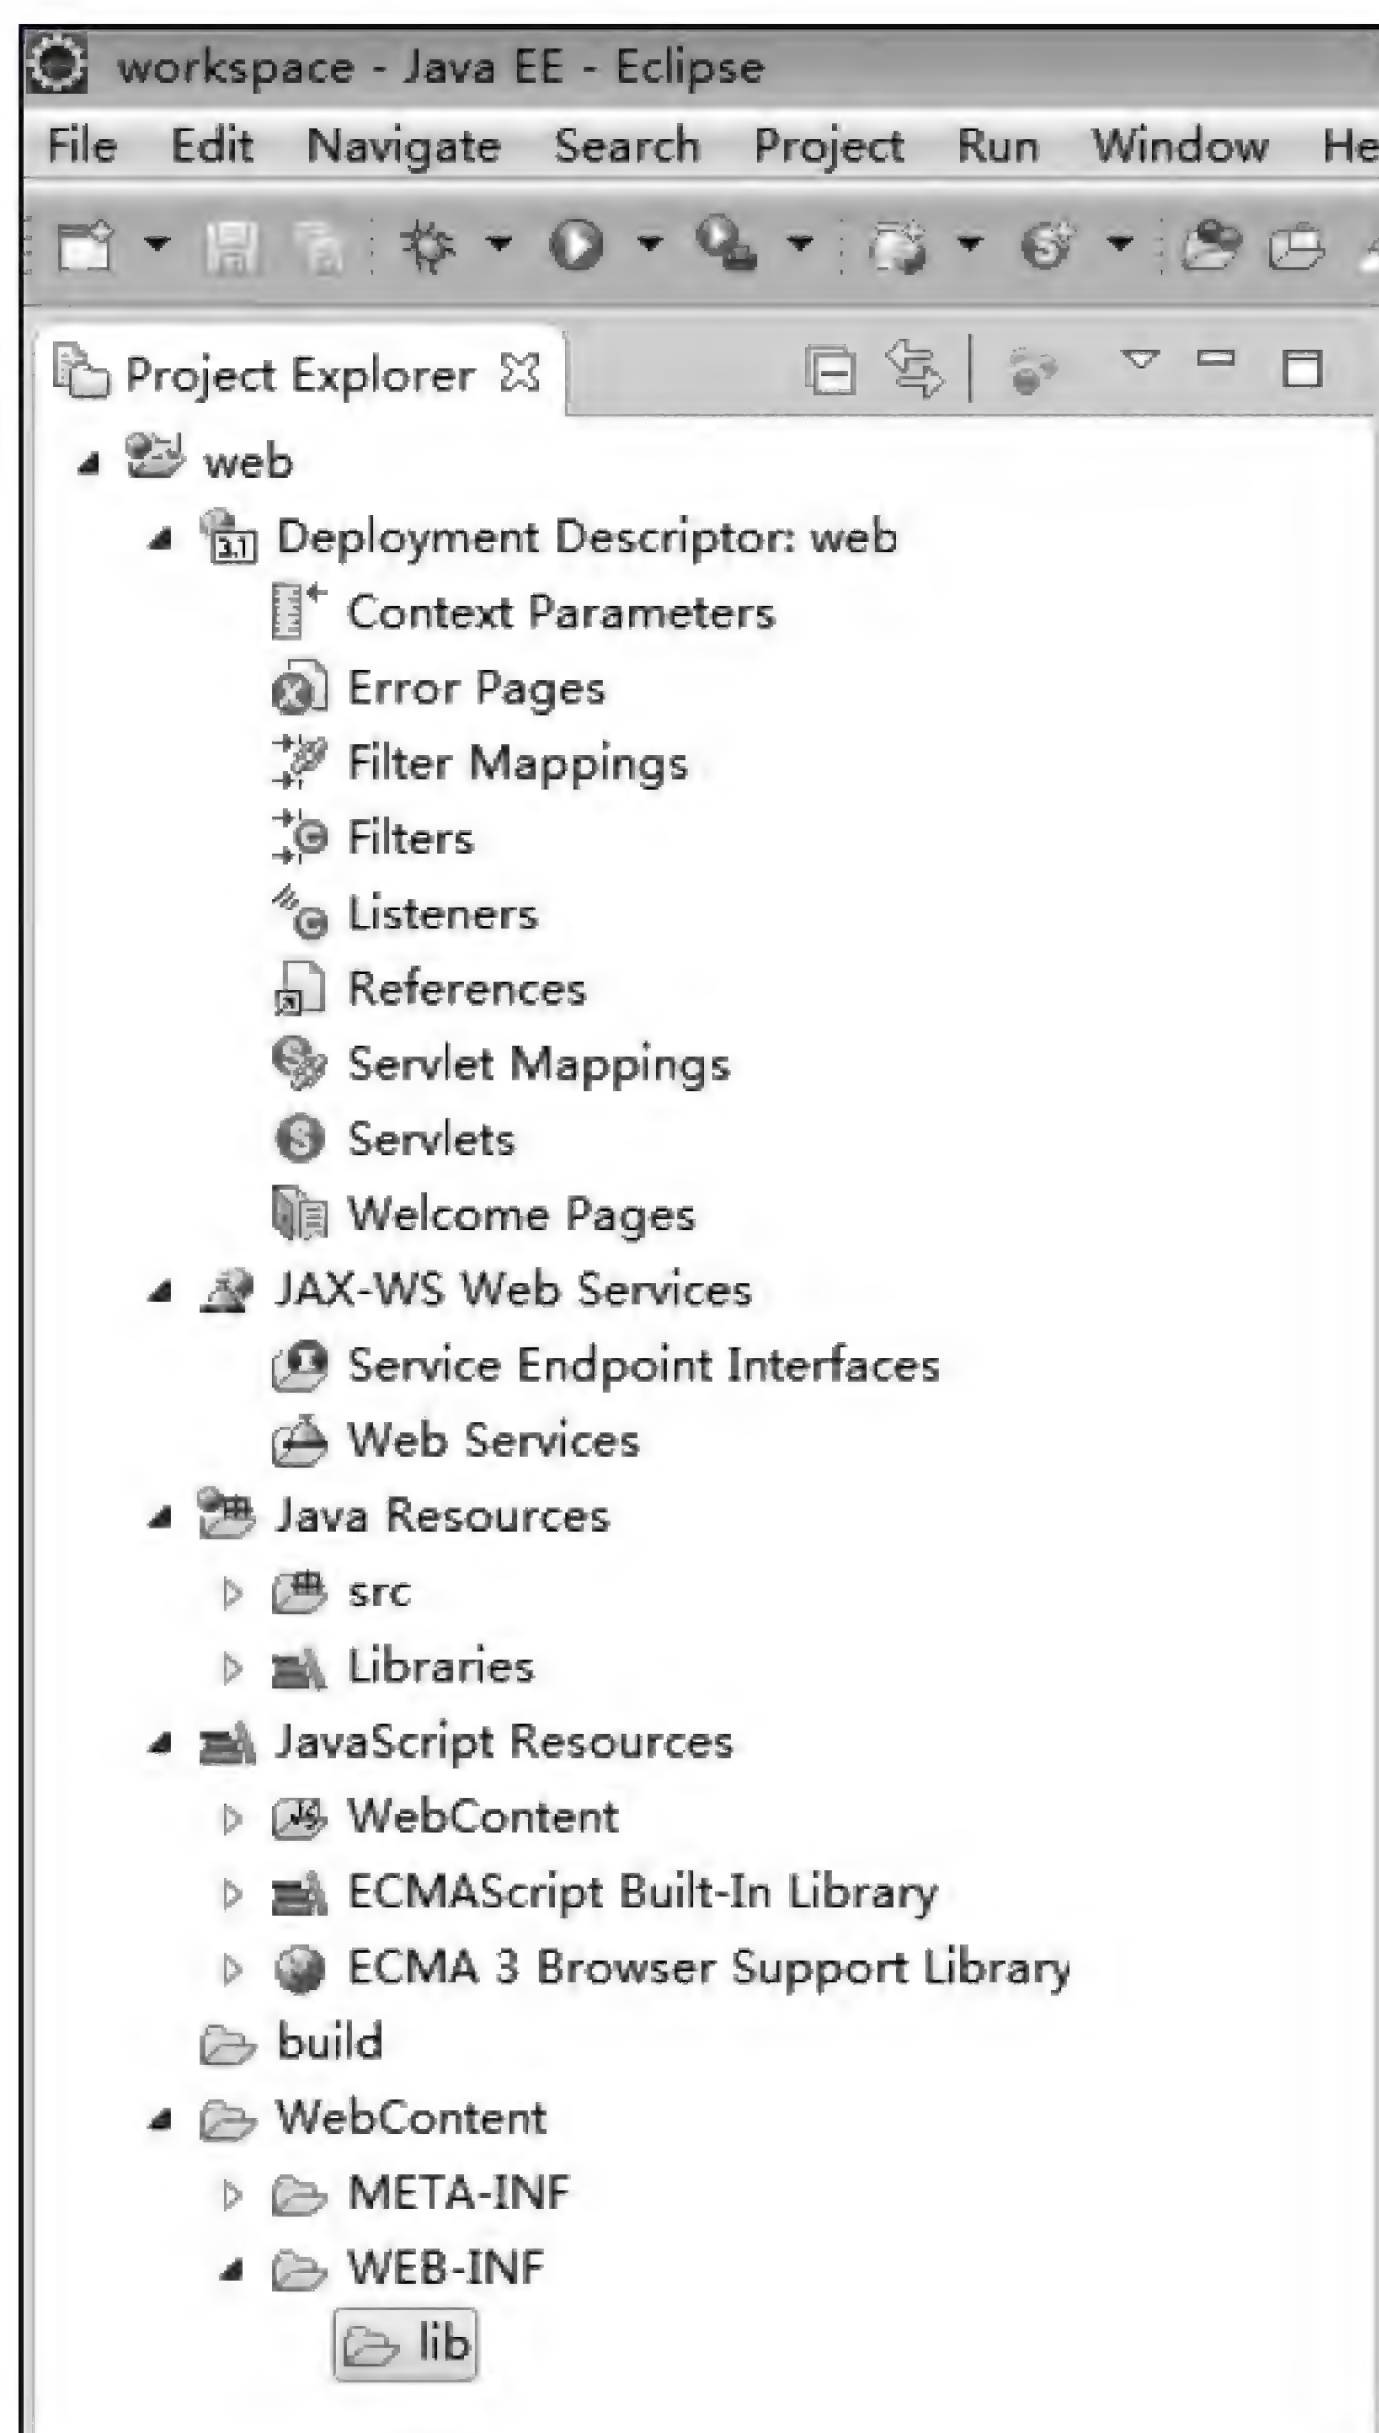 workspace - Java EE - Eclipse
File Edit Navigate Search Project Run Window He
Project Explorer
web
3.1 Deployment Descriptor: web
Context Parameters
Error Pages
Filter Mappings
Filters
Listeners
References
Servlet Mappings
Servlets
Welcome Pages
JAX-WS Web Services
Service Endpoint Interfaces
Web Services
Java Resources
src
Libraries
JavaScript Resources
WebContent
ECMAScript Built-In Library
ECMA 3 Browser Support Library
build
WebContent
META-INF
WEB-INF
lib